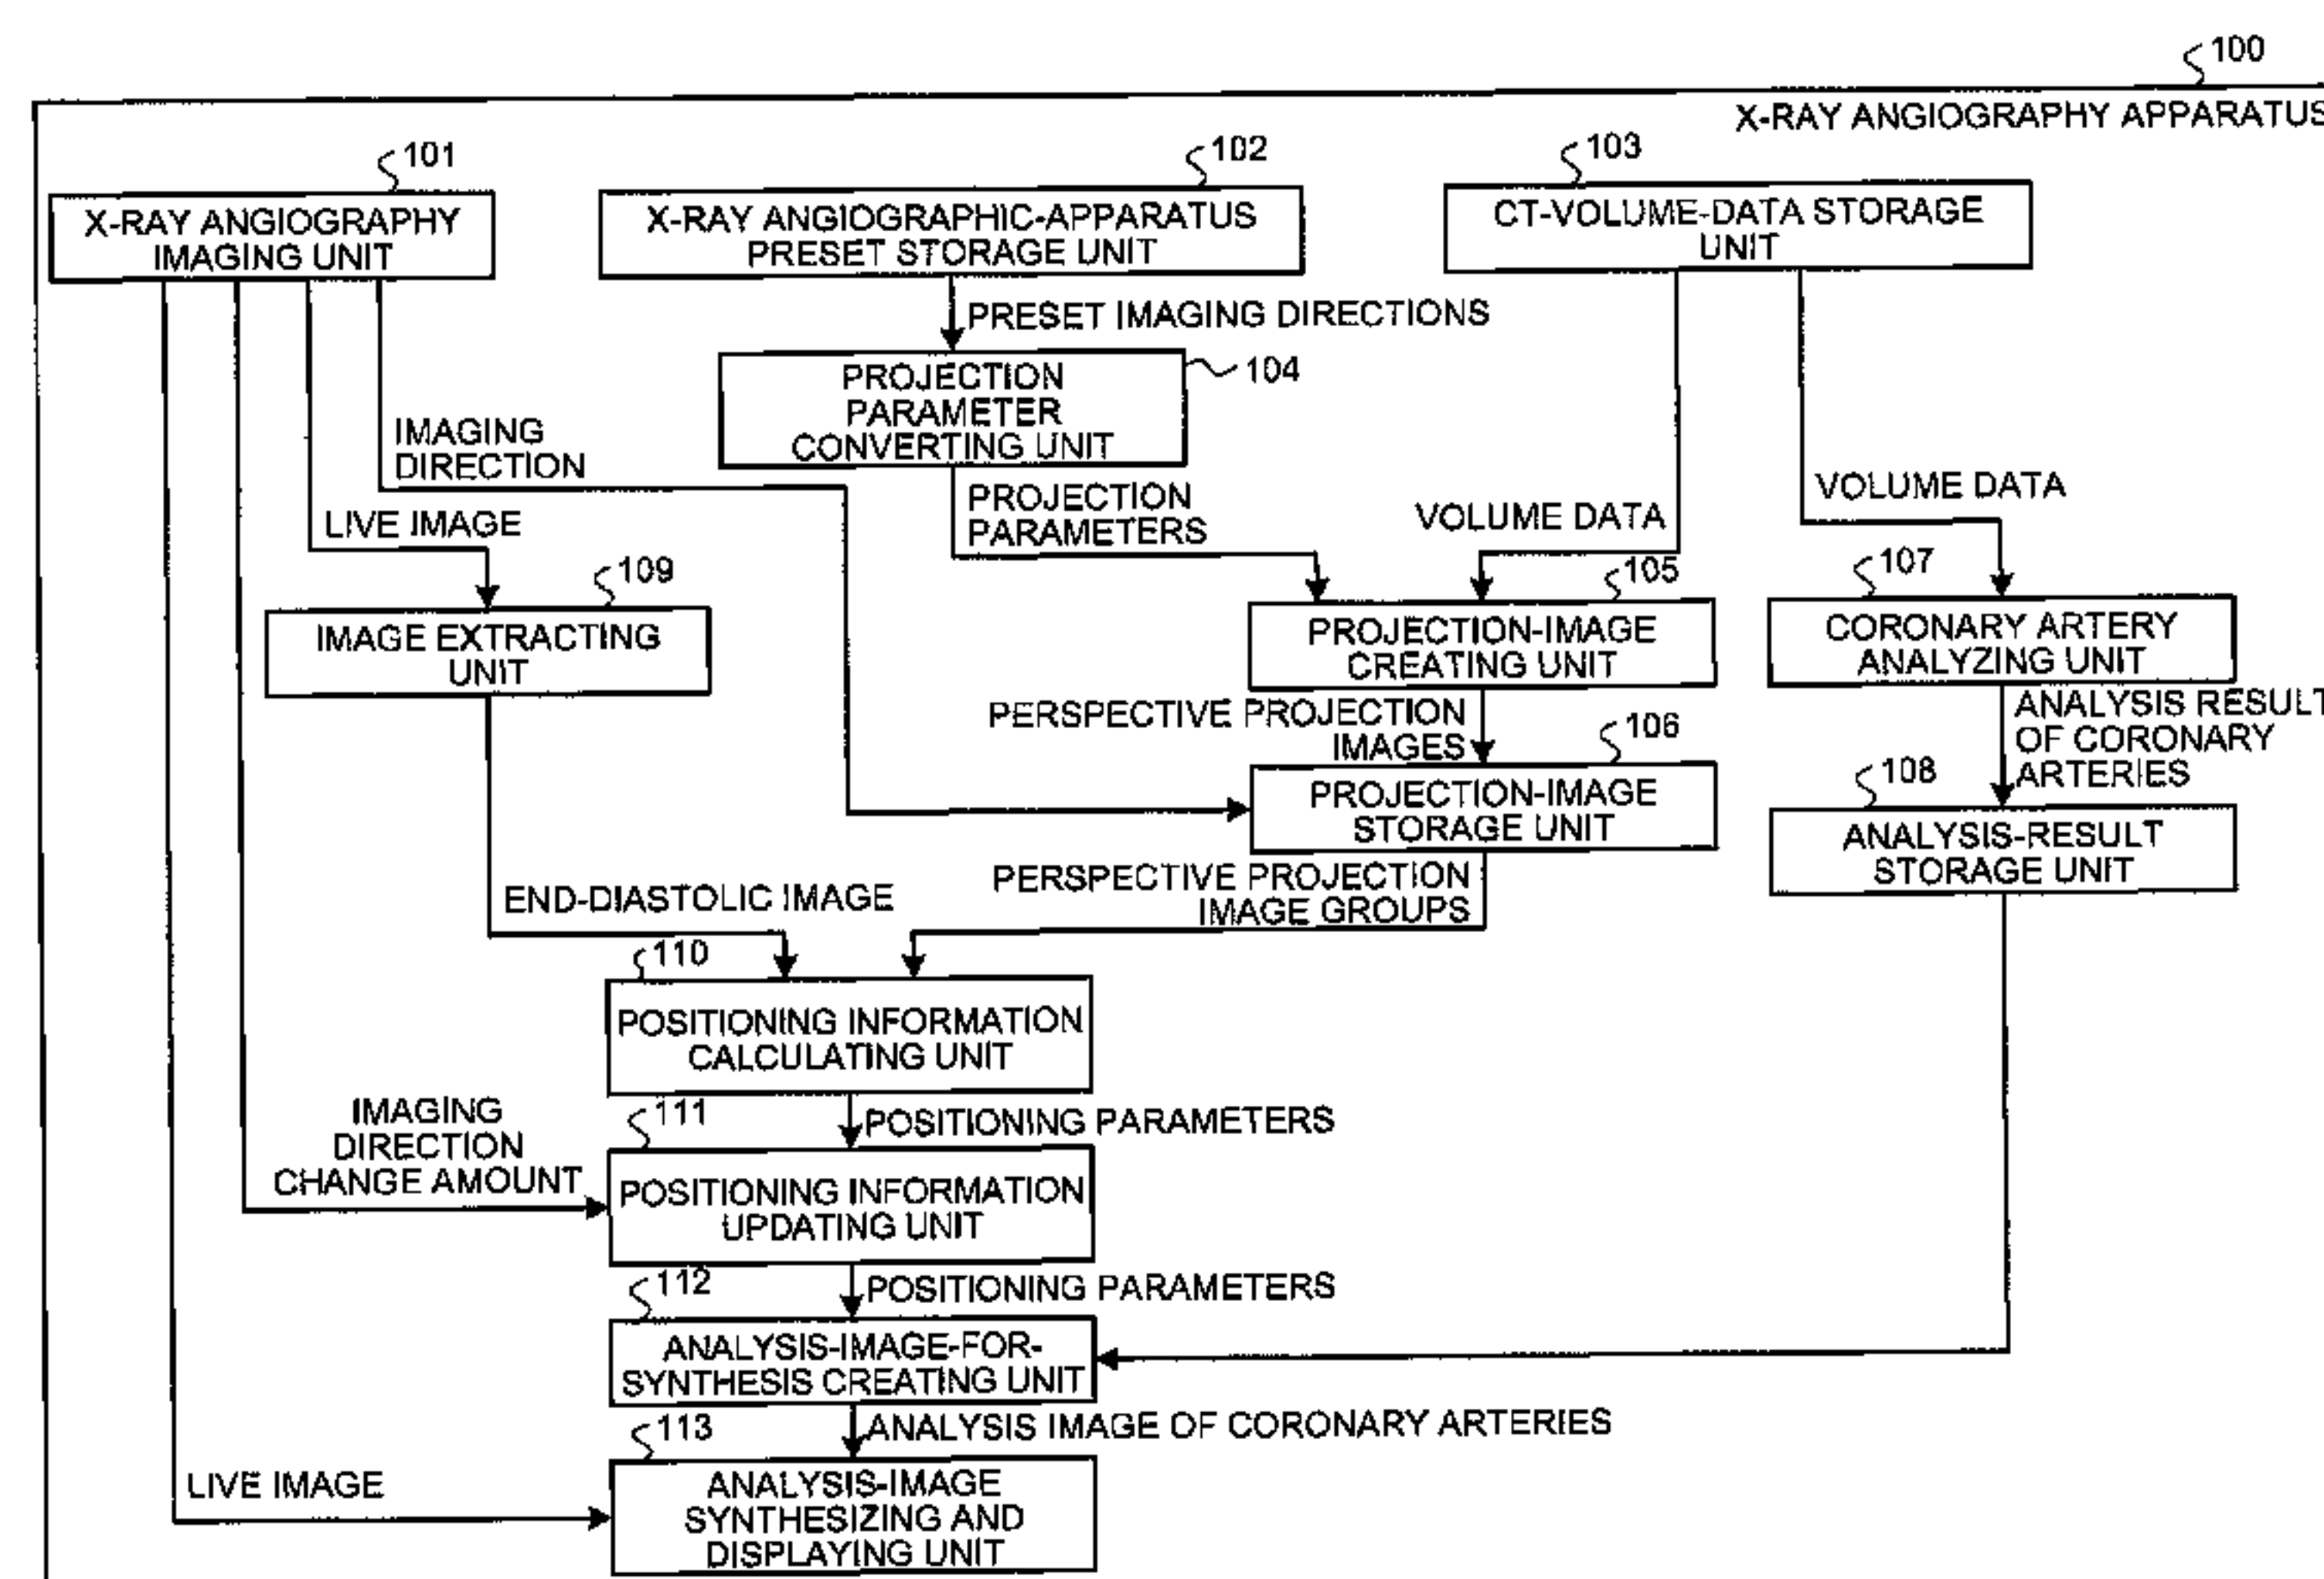 100
X-RAY ANGIOGRAPHY APPARATUS
101
X-RAY ANGIOGRAPHY
IMAGING UNIT
102
X-RAY ANGIOGRAPHIC-APPARATUS
PRESET STORAGE UNIT
103
CT-VOLUME-DATA STORAGE
UNIT
PRESET IMAGING DIRECTIONS
PROJECTION
PARAMETER
CONVERTING UNIT
104
IMAGING
DIRECTION
LIVE IMAGE
PROJECTION
PARAMETERS
VOLUME DATA
VOLUME DATA
109
IMAGE EXTRACTING
UNIT
105
PROJECTION-IMAGE
CREATING UNIT
107
CORONARY ARTERY
ANALYZING UNIT
PERSPECTIVE PROJECTION
IMAGES
ANALYSIS RESULT
OF CORONARY
ARTERIES
106
PROJECTION-IMAGE
STORAGE UNIT
108
ANALYSIS-RESULT
STORAGE UNIT
END-DIASTOLIC IMAGE
PERSPECTIVE PROJECTION
IMAGE GROUPS
110
POSITIONING INFORMATION
CALCULATING UNIT
POSITIONING PARAMETERS
IMAGING
DIRECTION
CHANGE AMOUNT
111
POSITIONING INFORMATION
UPDATING UNIT
POSITIONING PARAMETERS
112
ANALYSIS-IMAGE-FOR-
SYNTHESIS CREATING UNIT
ANALYSIS IMAGE OF CORONARY ARTERIES
LIVE IMAGE
113
ANALYSIS-IMAGE
SYNTHESIZING AND
DISPLAYING UNIT